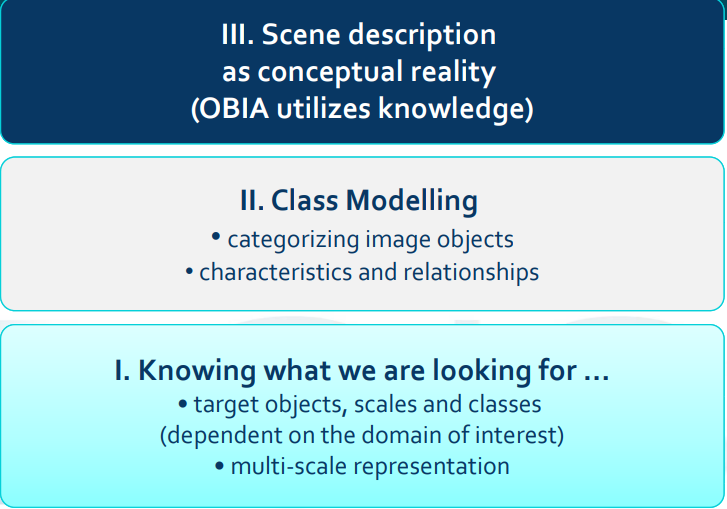 III. Scene description
as conceptual reality
(OBIA utilizes knowledge)
II. Class Modelling
• categorizing image objects
• characteristics and relationships
I. Knowing what we are looking for ...
• target objects, scales and classes
(dependent on the domain of interest)
• multi-scale representation